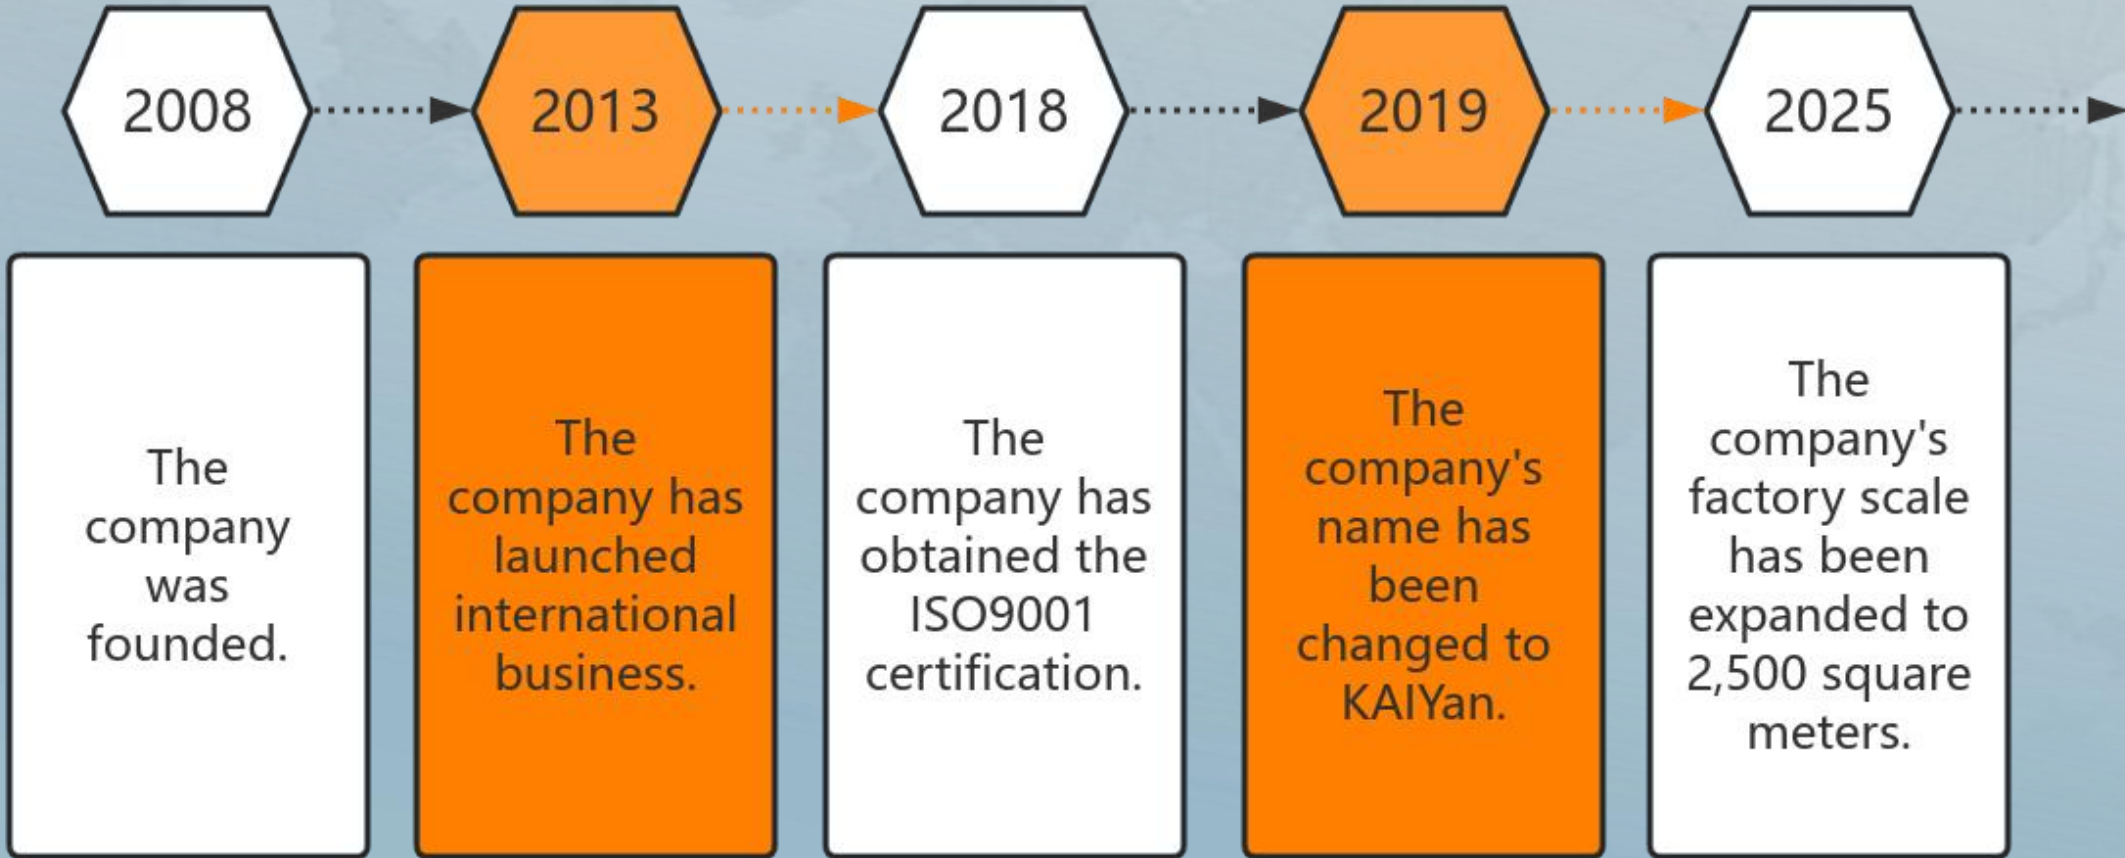 2008
2013
2018
2019
2025
The
company
was
founded.
The
company has
launched
international
business.
The
company has
obtained the
ISO9001
certification.
The
company's
name has
been
changed to
KAIYan.
The
company's
factory scale
has been
expanded to
2,500 square
meters.